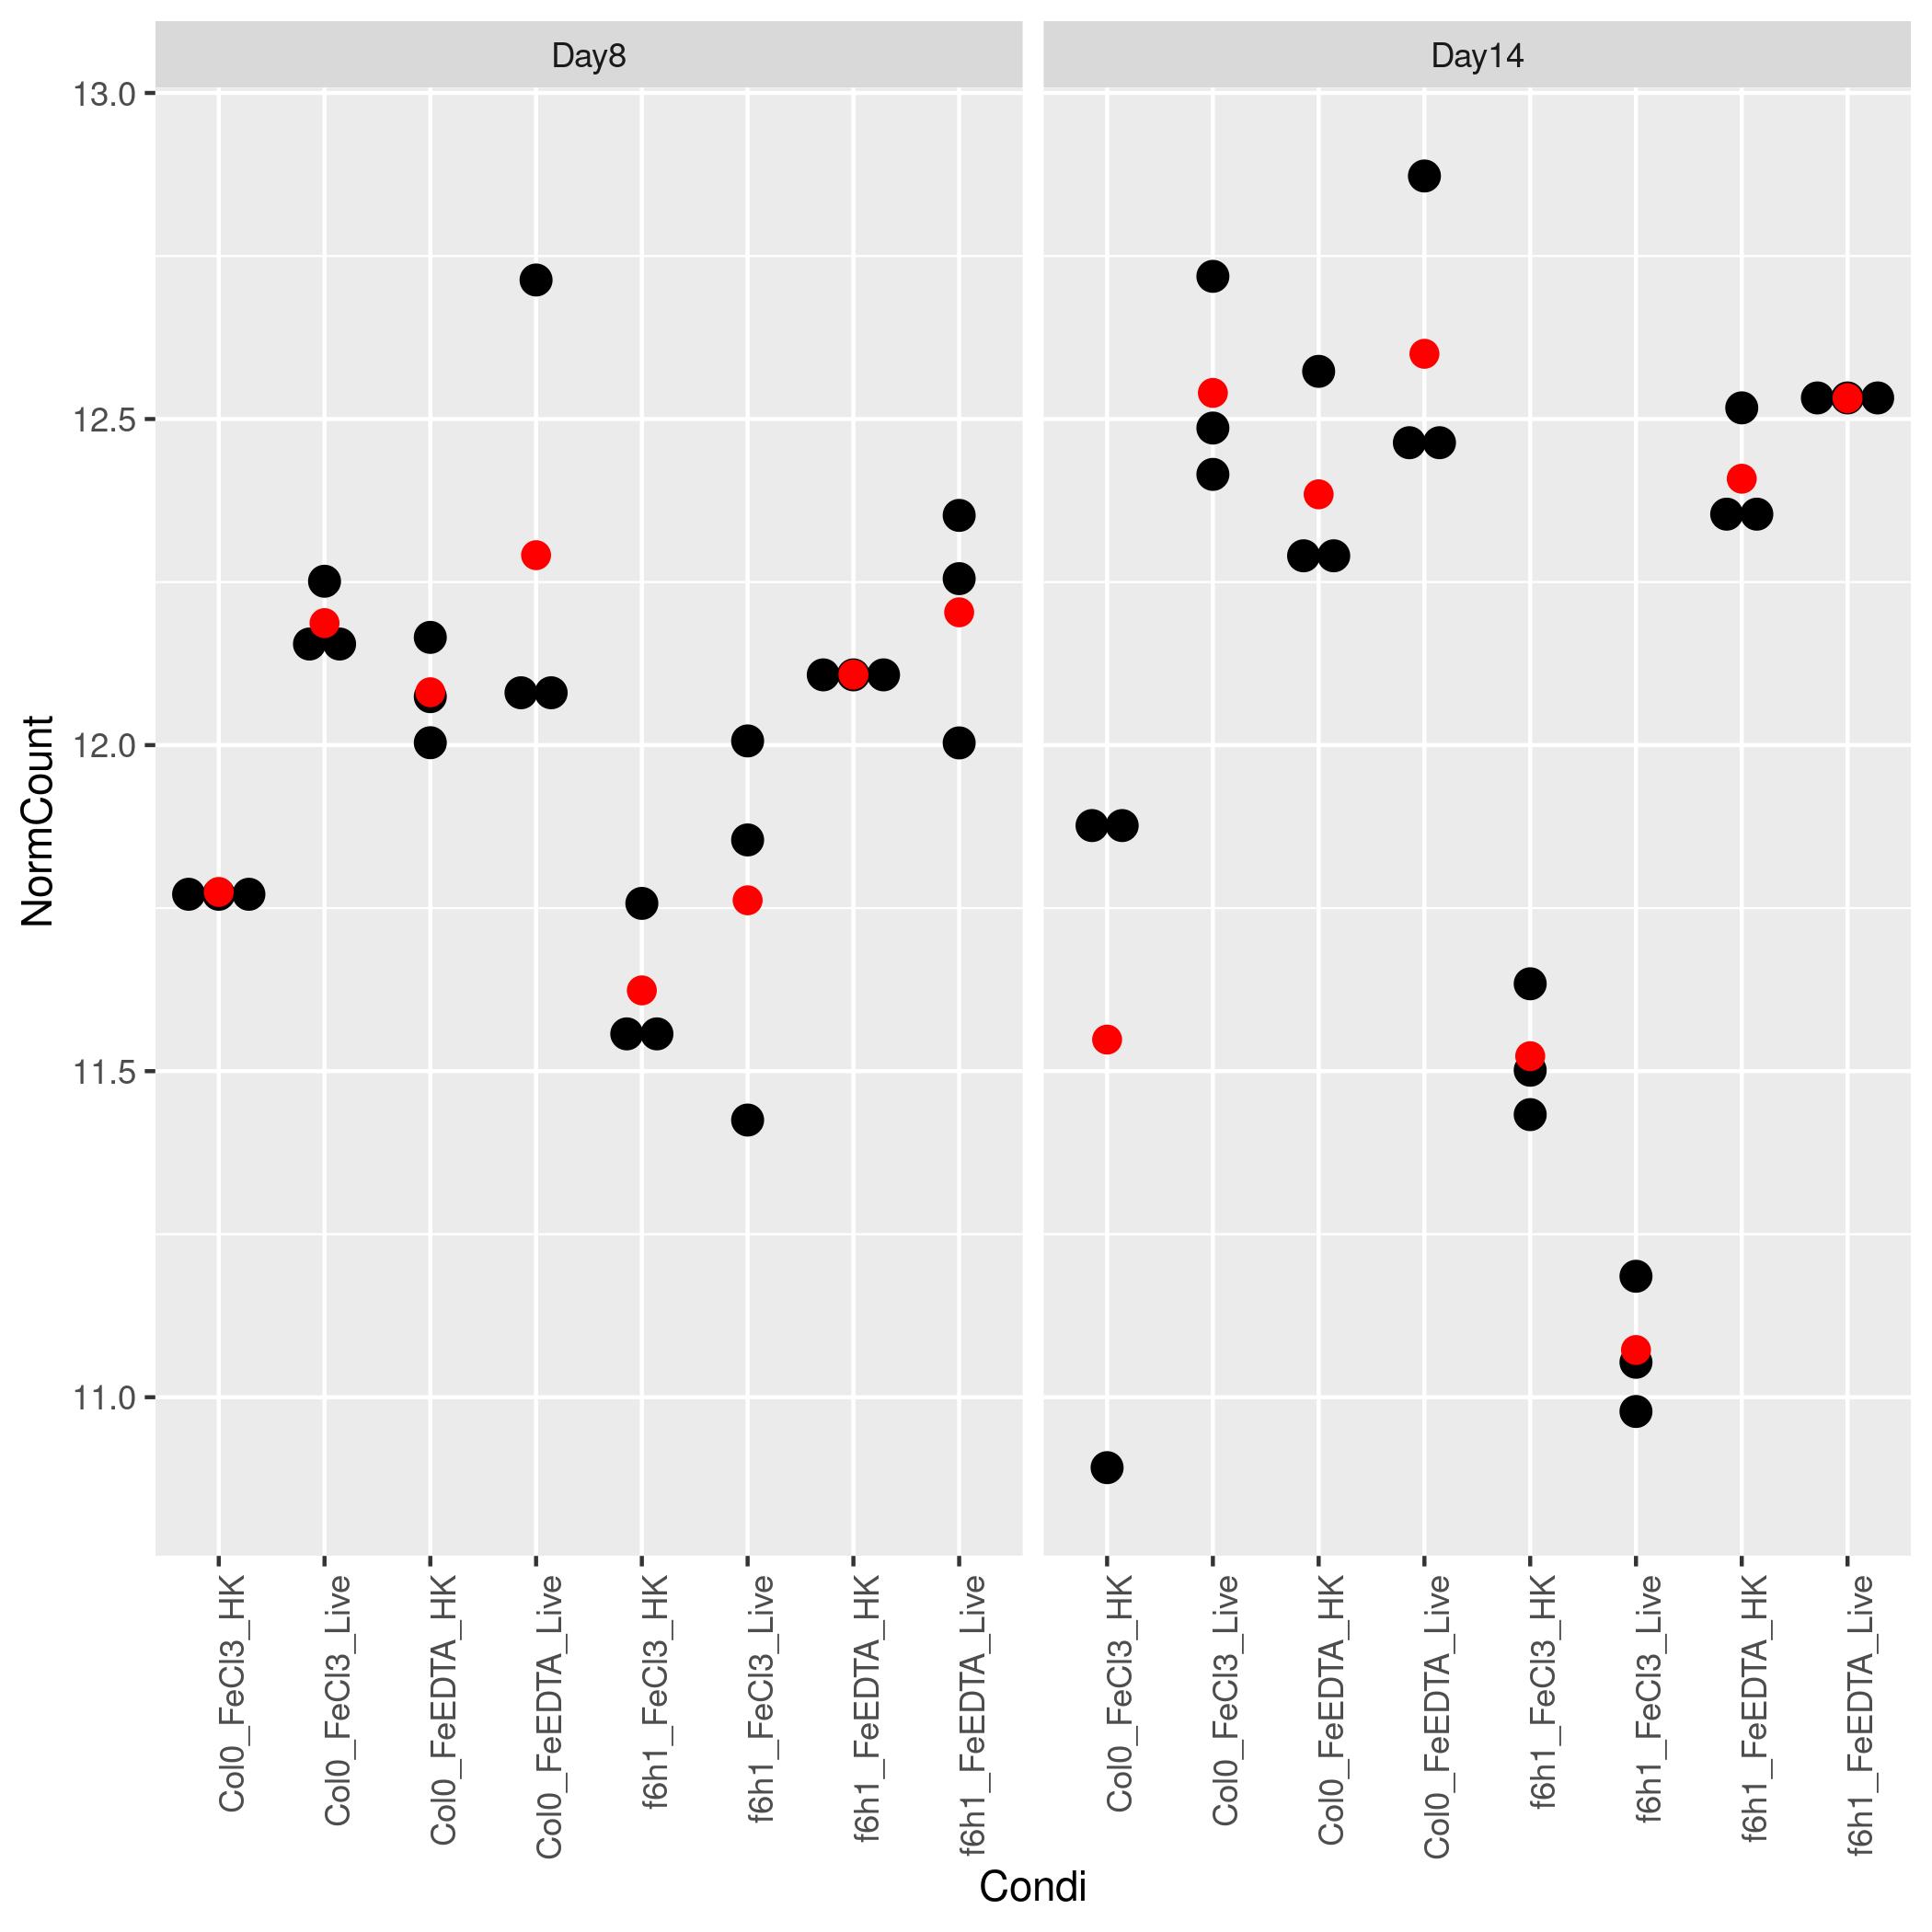 Day8
Day14
13.0
12.5
12.0
11.5
11.0
NormCount
Col0_FeCl3_HK
Col0_FeCl3_Live
Col0_FeEDTA_HK
Col0_FeEDTA_Live
f6h1_FeCl3_HK
f6h1_FeCl3_Live
f6h1_FeEDTA_HK
f6h1_FeEDTA_Live
Col0_FeCl3_HK
Col0_FeCl3_Live
Col0_FeEDTA_HK
Col0_FeEDTA_Live
f6h1_FeCl3_HK
f6h1_FeCl3_Live
f6h1_FeEDTA_HK
f6h1_FeEDTA_Live
Condi